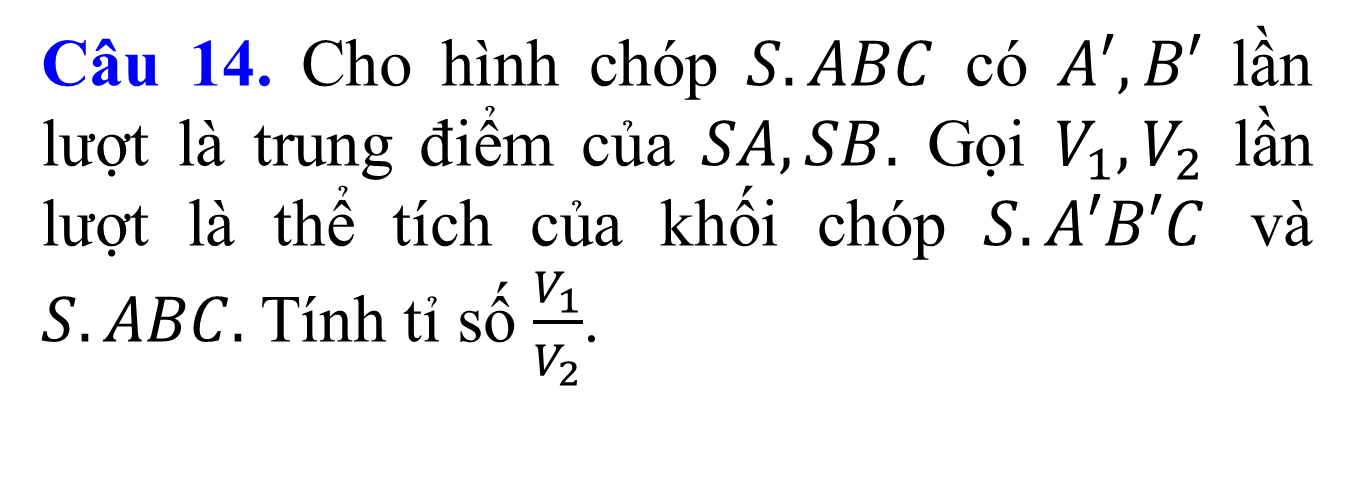 Câu 14. Cho hình chóp S.ABC có A′, B′ lần
lượt là trung điểm của SA, SB. Gọi V₁, V₂ lần
lượt là thể tích của khối chóp S.A′B′C và
S.ABC. Tính tỉ số V₁/V₂.